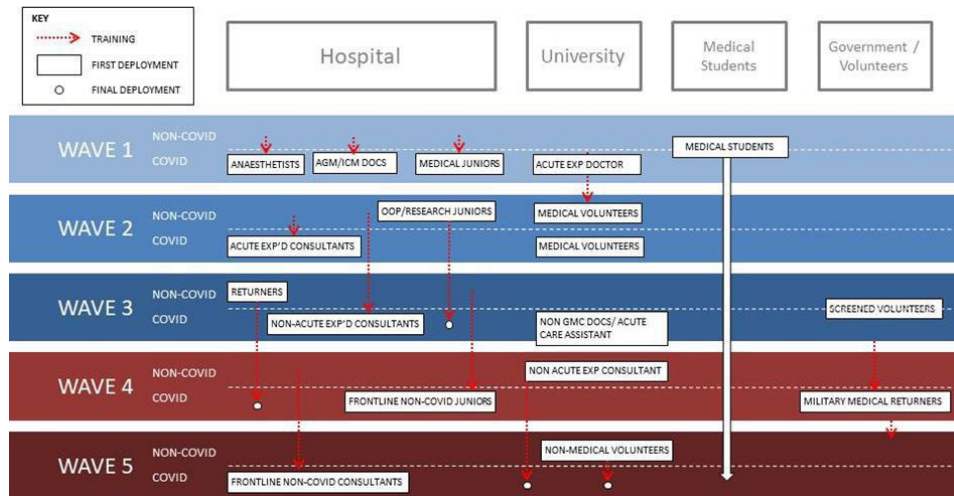 KEY
TRAINING
FIRST DEPLOYMENT
FINAL DEPLOYMENT
Hospital
University
Medical
Students
Government /
Volunteers
WAVE 1
NON-COVID
COVID
ANAESTHETISTS
AGM/ICM DOCS
MEDICAL JUNIORS
ACUTE EXP DOCTOR
MEDICAL STUDENTS
WAVE 2
NON-COVID
COVID
OOP/RESEARCH JUNIORS
MEDICAL VOLUNTEERS
ACUTE EXP'D CONSULTANTS
MEDICAL VOLUNTEERS
WAVE 3
NON-COVID
COVID
RETURNERS
NON-ACUTE EXP'D CONSULTANTS
NON GMC DOCS/ ACUTE
CARE ASSISTANT
SCREENED VOLUNTEERS
WAVE 4
NON-COVID
COVID
NON ACUTE EXP CONSULTANT
FRONTLINE NON-COVID JUNIORS
MILITARY MEDICAL RETURNERS
WAVE 5
NON-COVID
COVID
NON-MEDICAL VOLUNTEERS
FRONTLINE NON-COVID CONSULTANTS